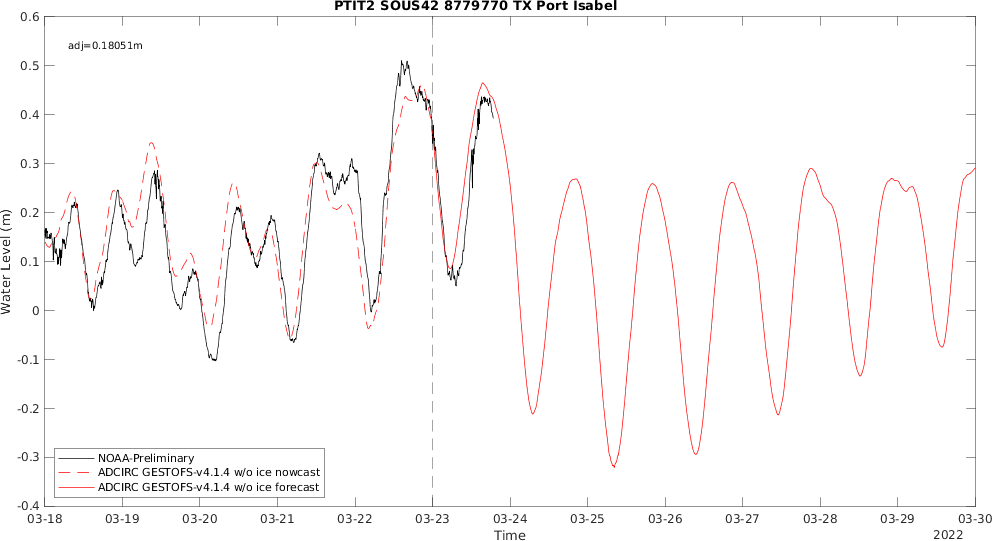 PTIT2 SOUS42 8779770 TX Port Isabel
adj=0.18051m
0.6
0.5
0.4
0.3
0.2
0.1
0
-0.1
-0.2
-0.3
-0.4
Water Level (m)
NOAA-Preliminary
ADCIRC GESTOFS-v4.1.4 w/o ice nowcast
ADCIRC GESTOFS-v4.1.4 w/o ice forecast
03-18 03-19 03-20 03-21 03-22 03-23 03-24 03-25 03-26 03-27 03-28 03-29 03-30
Time
2022